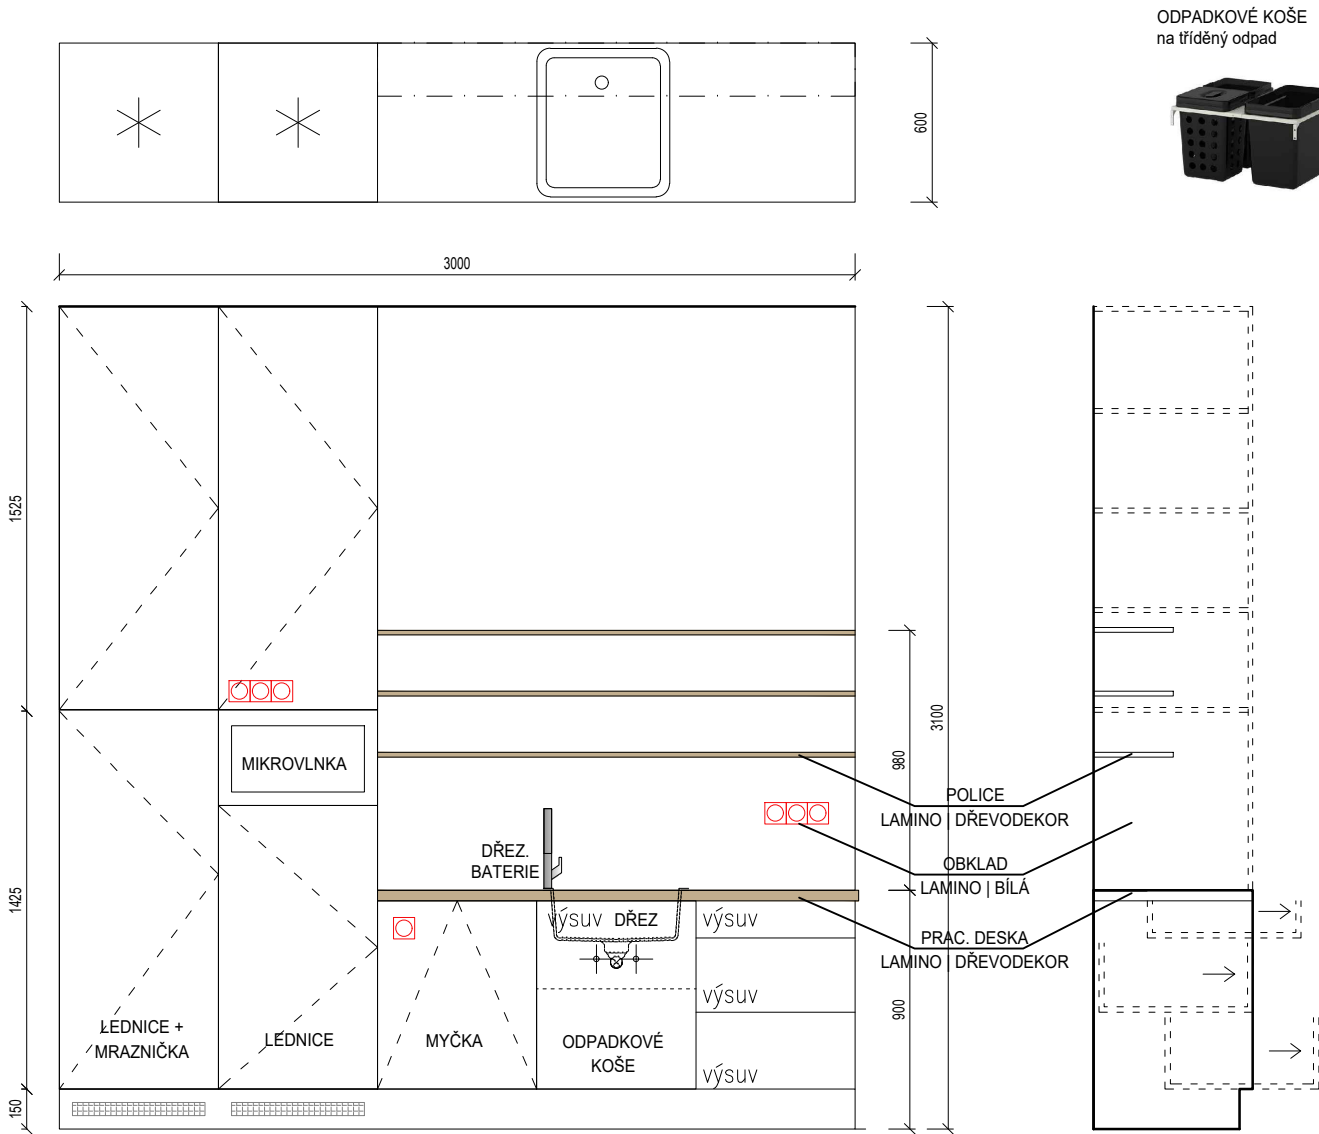 ODPADKOVÉ KOŠE
na tříděný odpad
600
3000
1525
1425
150
3100
980
900
MIKROVLNKA
DŘEZ.
BATERIE
POLICE
LAMINO | DŘEVODEKOR
OBKLAD
LAMINO | BÍLÁ
PRAC. DESKA
LAMINO | DŘEVODEKOR
VÝSUV
DŘEZ
VÝSUV
VÝSUV
VÝSUV
LEDNICE +
MRAZNIČKA
LEDNICE
MYČKA
ODPADKOVÉ
KOŠE